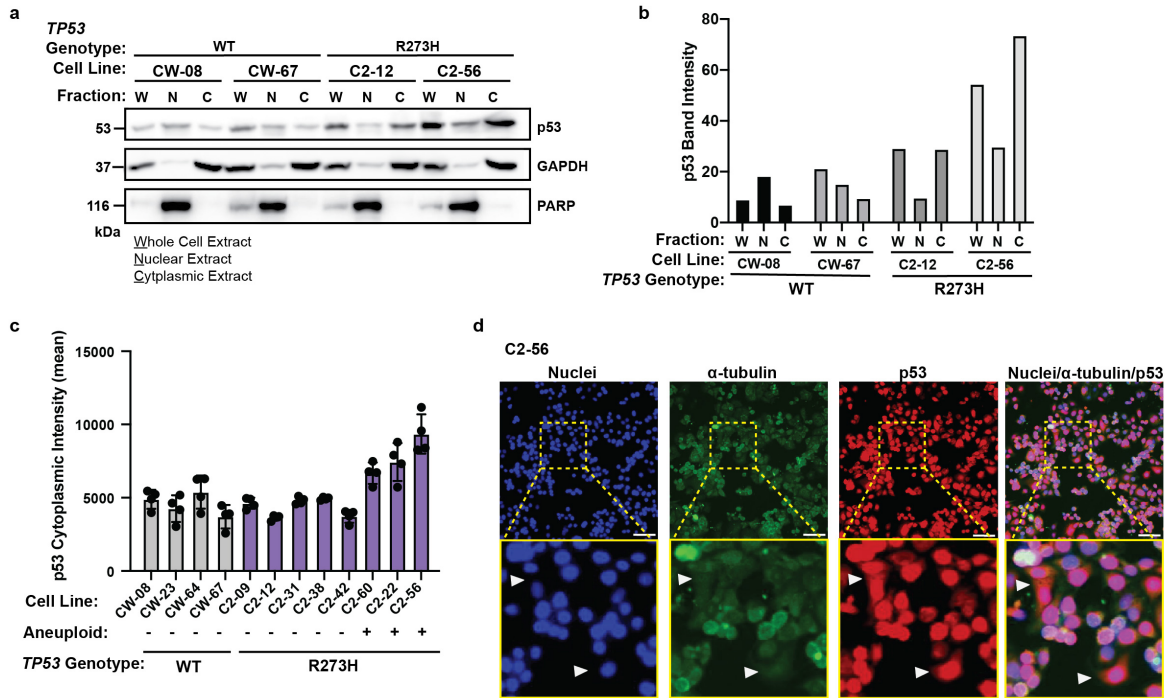 a
TP53
Genotype: WT R273H
Cell Line: CW-08 CW-67 C2-12 C2-56
Fraction: W N C W N C W N C W N C
53 p53
37 GAPDH
116 PARP
kDa
Whole Cell Extract
Nuclear Extract
Cytplasmic Extract
b
p53 Band Intensity
80
60
40
20
0
Fraction: W N C W N C W N C W N C
Cell Line: CW-08 CW-67 C2-12 C2-56
TP53 Genotype: WT R273H
c
p53 Cytoplasmic Intensity (mean)
15000
10000
5000
0
Cell Line: CW-08 CW-23 CW-64 CW-67 C2-09 C2-12 C2-31 C2-38 C2-42 C2-60 C2-22 C2-56
Aneuploid: - - - - - - - - - + + +
TP53 Genotype: WT R273H
d
C2-56
Nuclei α-tubulin p53 Nuclei/α-tubulin/p53